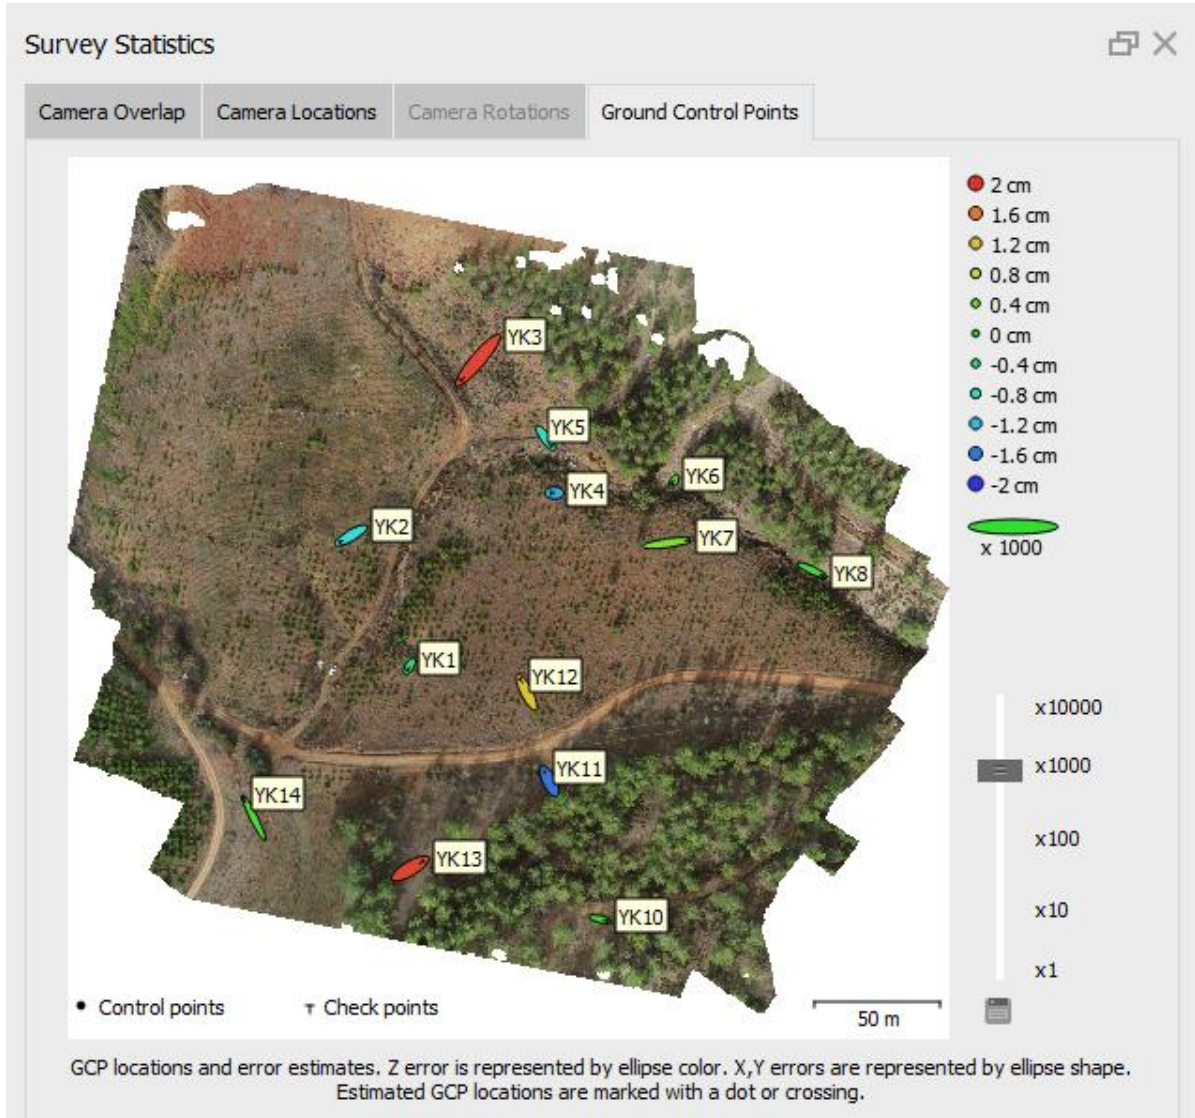 Survey Statistics
Camera Overlap
Camera Locations
Camera Rotations
Ground Control Points
YK3
YK5
YK6
YK4
YK2
YK7
YK8
YK1
YK12
YK11
YK14
YK13
YK10
2 cm
1.6 cm
1.2 cm
0.8 cm
0.4 cm
0 cm
-0.4 cm
-0.8 cm
-1.2 cm
-1.6 cm
-2 cm
x 1000
x10000
x1000
x100
x10
x1
Control points
Check points
50 m
GCP locations and error estimates. Z error is represented by ellipse color. X,Y errors are represented by ellipse shape.
Estimated GCP locations are marked with a dot or crossing.